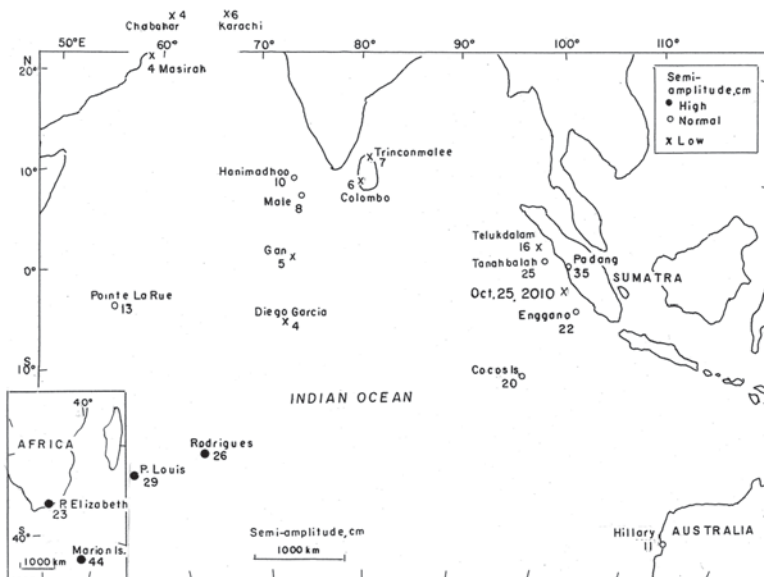 x 4
Chabahar
x 6
Karachi
50°E
60°
70°
80°
90°
100°
110°
N
20°
x
4 Masirah
Semi-
amplitude, cm
● High
○ Normal
x Low
Trinconmalee
x
7
Hanimadhoo
10 ○
10°
6 x
Colombo
Male ○
8
Telukdalam
16 x
Gan x
5
Tanahbalah ○
25
Padang
35
0°
SUMATRA
Oct, 25, 2010
Pointe La Rue
○ 13
Diego Garcia
x 4
Enggano ○
22
S
10°
Cocos Is
20 ○
INDIAN OCEAN
40°
AFRICA
Rodrigues
● 26
P. Louis
● 29
● P. Elizabeth
23
S
40°
Semi-amplitude, cm
1000 km
Hillary
11 ○
AUSTRALIA
Marion Is.
1000 km
● 44